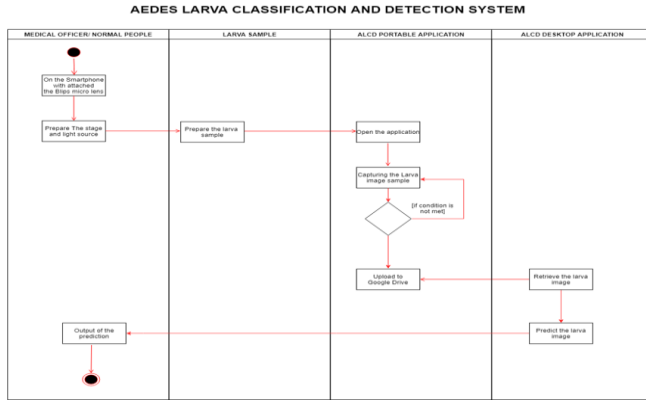 AEDES LARVA CLASSIFICATION AND DETECTION SYSTEM
MEDICAL OFFICER/ NORMAL PEOPLE
LARVA SAMPLE
ALCD PORTABLE APPLICATION
ALCD DESKTOP APPLICATION
On the Smartphone
with attached
the Blips micro lens
Prepare The stage
and light source
Prepare the larva
sample
Open the application
Capturing the Larva
image sample
[if condition is
not met]
Upload to
Google Drive
Retrieve the larva
image
Output of the
prediction
Predict the larva
image